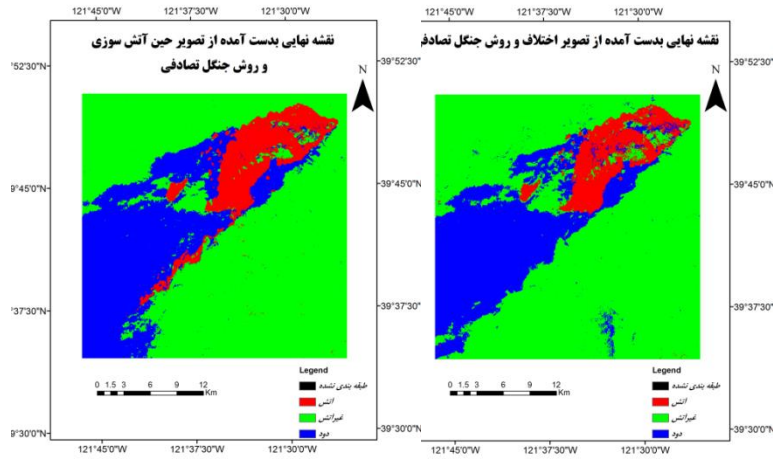 121°45'0"W 121°37'30"W 121°30'0"W
نقشه نهایی بدست آمده از تصویر حین آتش سوزی
و روش جنگل تصادفی
N
9°52'30"N
9°45'0"N
9°37'30"N
9°30'0"N
Legend
طبقه بندی نشده
آتش
غیرآتش
دود
0 1.5 3 6 9 12
Km
121°45'0"W 121°37'30"W 121°30'0"W
121°45'0"W 121°37'30"W 121°30'0"W
نقشه نهایی بدست آمده از تصویر اختلاف و روش جنگل تصادفی
N
39°52'30"N
39°45'0"N
39°37'30"N
39°30'0"N
Legend
طبقه بندی نشده
آتش
غیرآتش
دود
0 1.5 3 6 9 12
Km
121°45'0"W 121°37'30"W 121°30'0"W